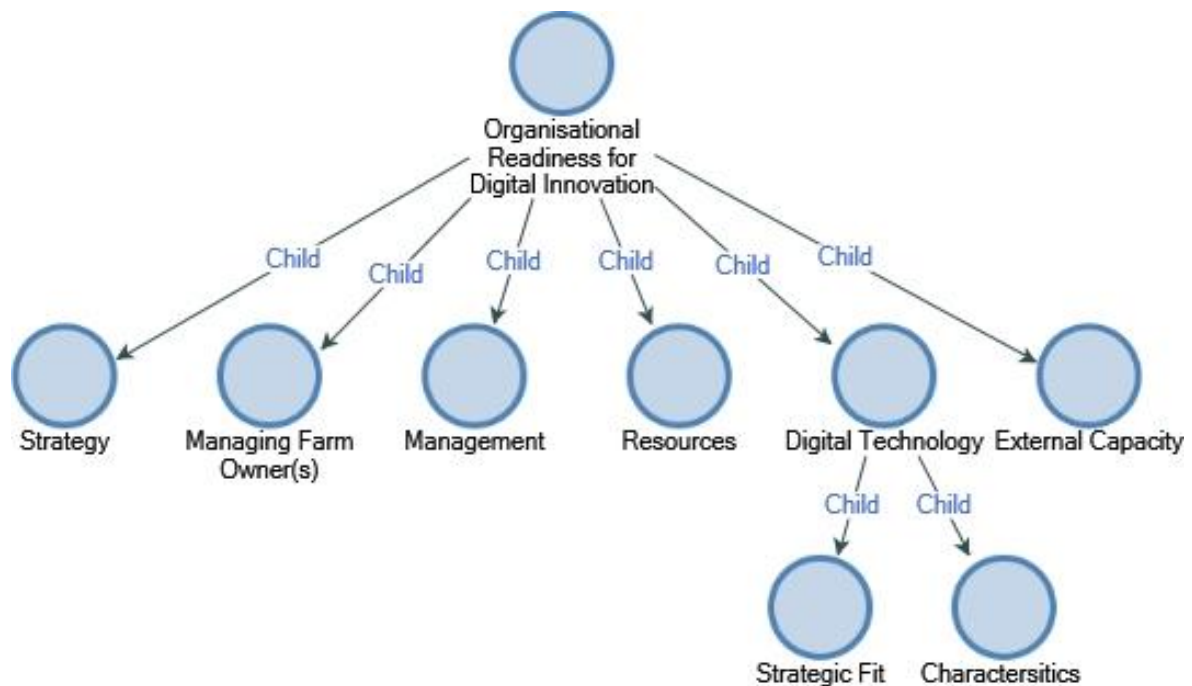 Organisational
Readiness for
Digital Innovation
Child
Child
Child
Child
Child
Child
Strategy
Managing Farm
Owner(s)
Management
Resources
Digital Technology
External Capacity
Child
Child
Strategic Fit
Charactersitics